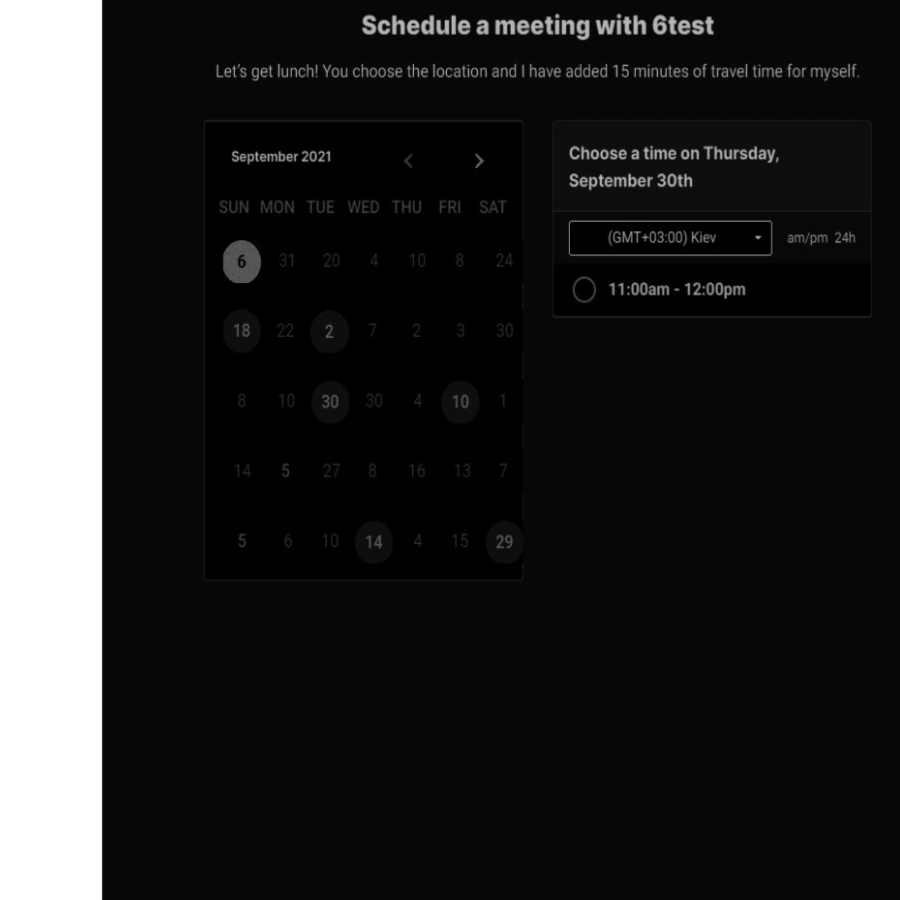 Schedule a meeting with 6test
Let's get lunch! You choose the location and I have added 15 minutes of travel time for myself.
September 2021
SUN MON TUE WED THU FRI SAT
6 31 20 4 10 8 24
18 22 2 7 2 3 30
8 10 30 30 4 10 1
14 5 27 8 16 13 7
5 6 10 14 4 15 29
Choose a time on Thursday,
September 30th
(GMT+03:00) Kiev am/pm 24h
11:00am - 12:00pm